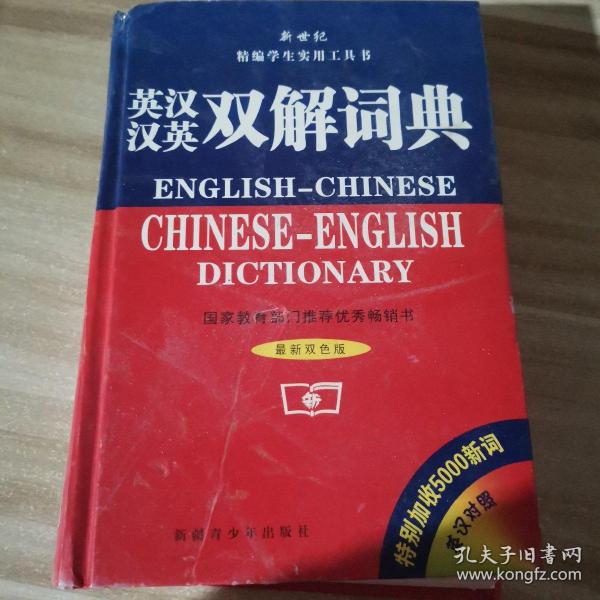 新世纪
精编学生实用工具书
英汉
汉英 双解词典
ENGLISH-CHINESE
CHINESE-ENGLISH
DICTIONARY
国家教育部门推荐优秀畅销书
最新双色版
新疆青少年出版社
特别加收5000新词
英汉对照
孔夫子旧书网
www.kongfz.com